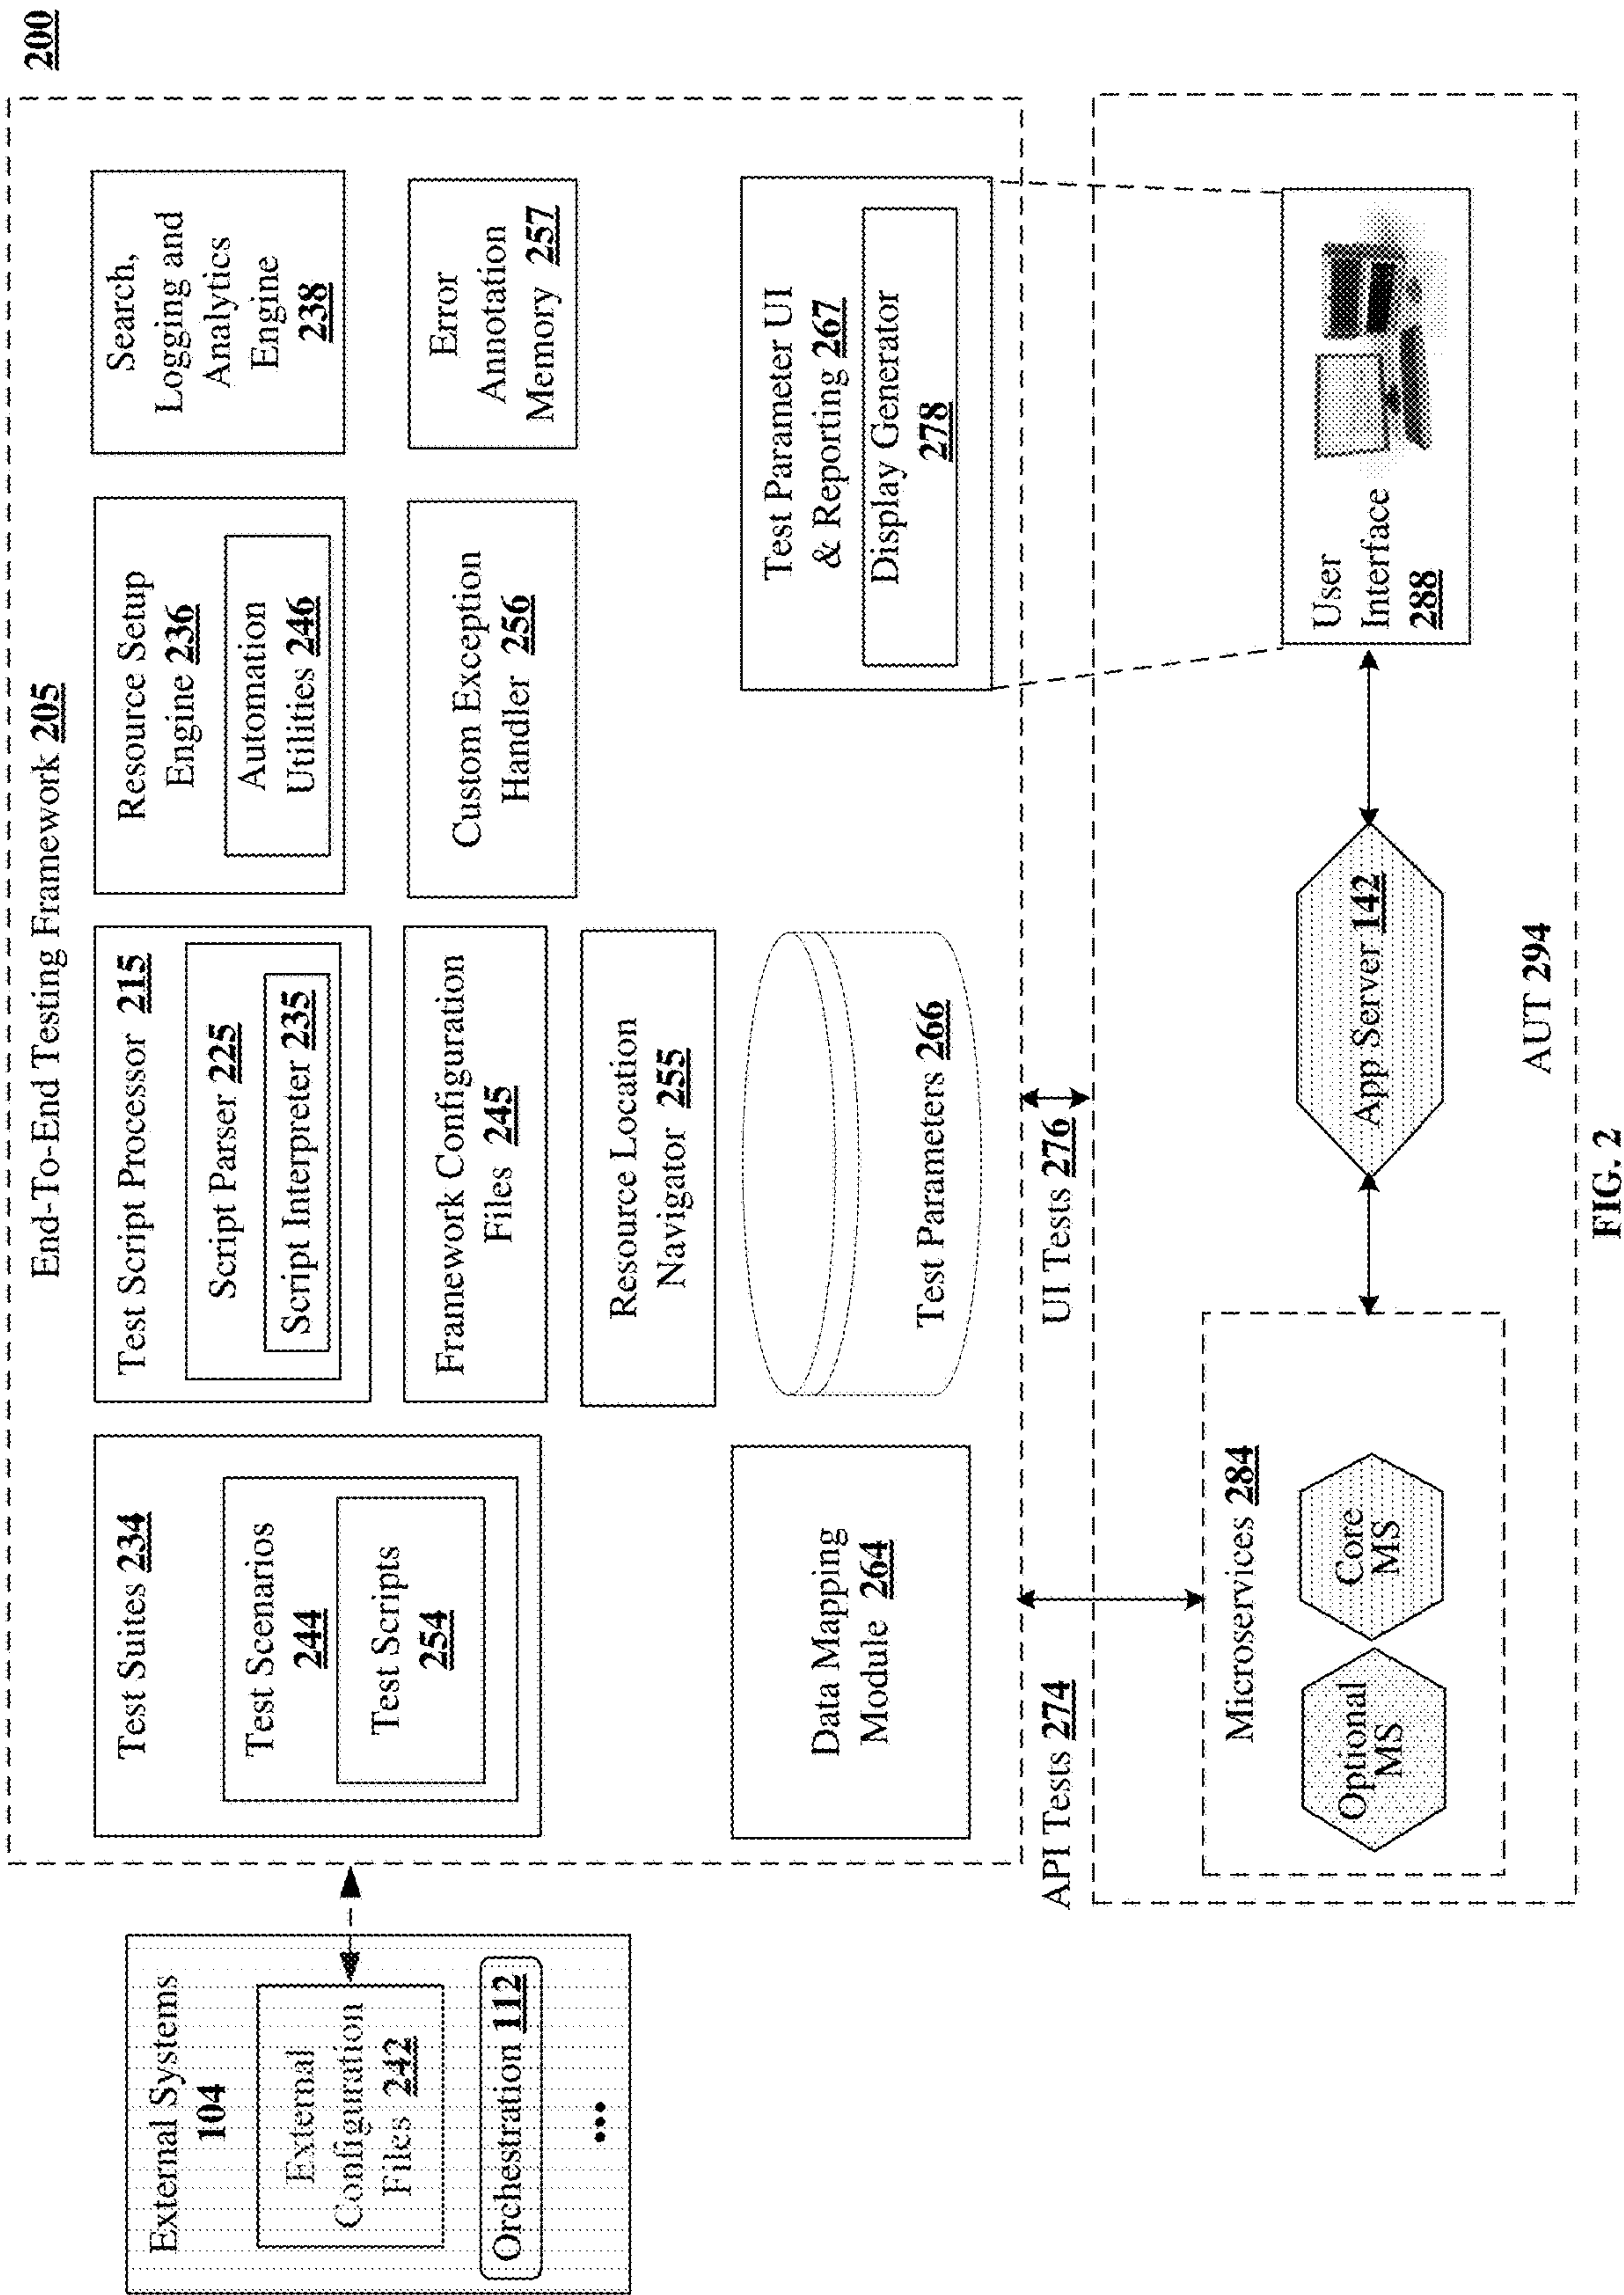 200
End-To-End Testing Framework 205
External Systems
104
External
Configuration
Files 242
Orchestration 112
...
Test Suites 234
Test Scenarios
244
Test Scripts
254
Test Script Processor 215
Script Parser 225
Script Interpreter 235
Resource Setup
Engine 236
Automation
Utilities 246
Search,
Logging and
Analytics
Engine
238
Framework Configuration
Files 245
Custom Exception
Handler 256
Error
Annotation
Memory 257
Resource Location
Navigator 255
Data Mapping
Module 264
Test Parameters 266
Test Parameter UI
& Reporting 267
Display Generator
278
API Tests 274
UI Tests 276
Microservices 284
Optional
MS
Core
MS
App Server 142
User
Interface
288
AUT 294
FIG. 2